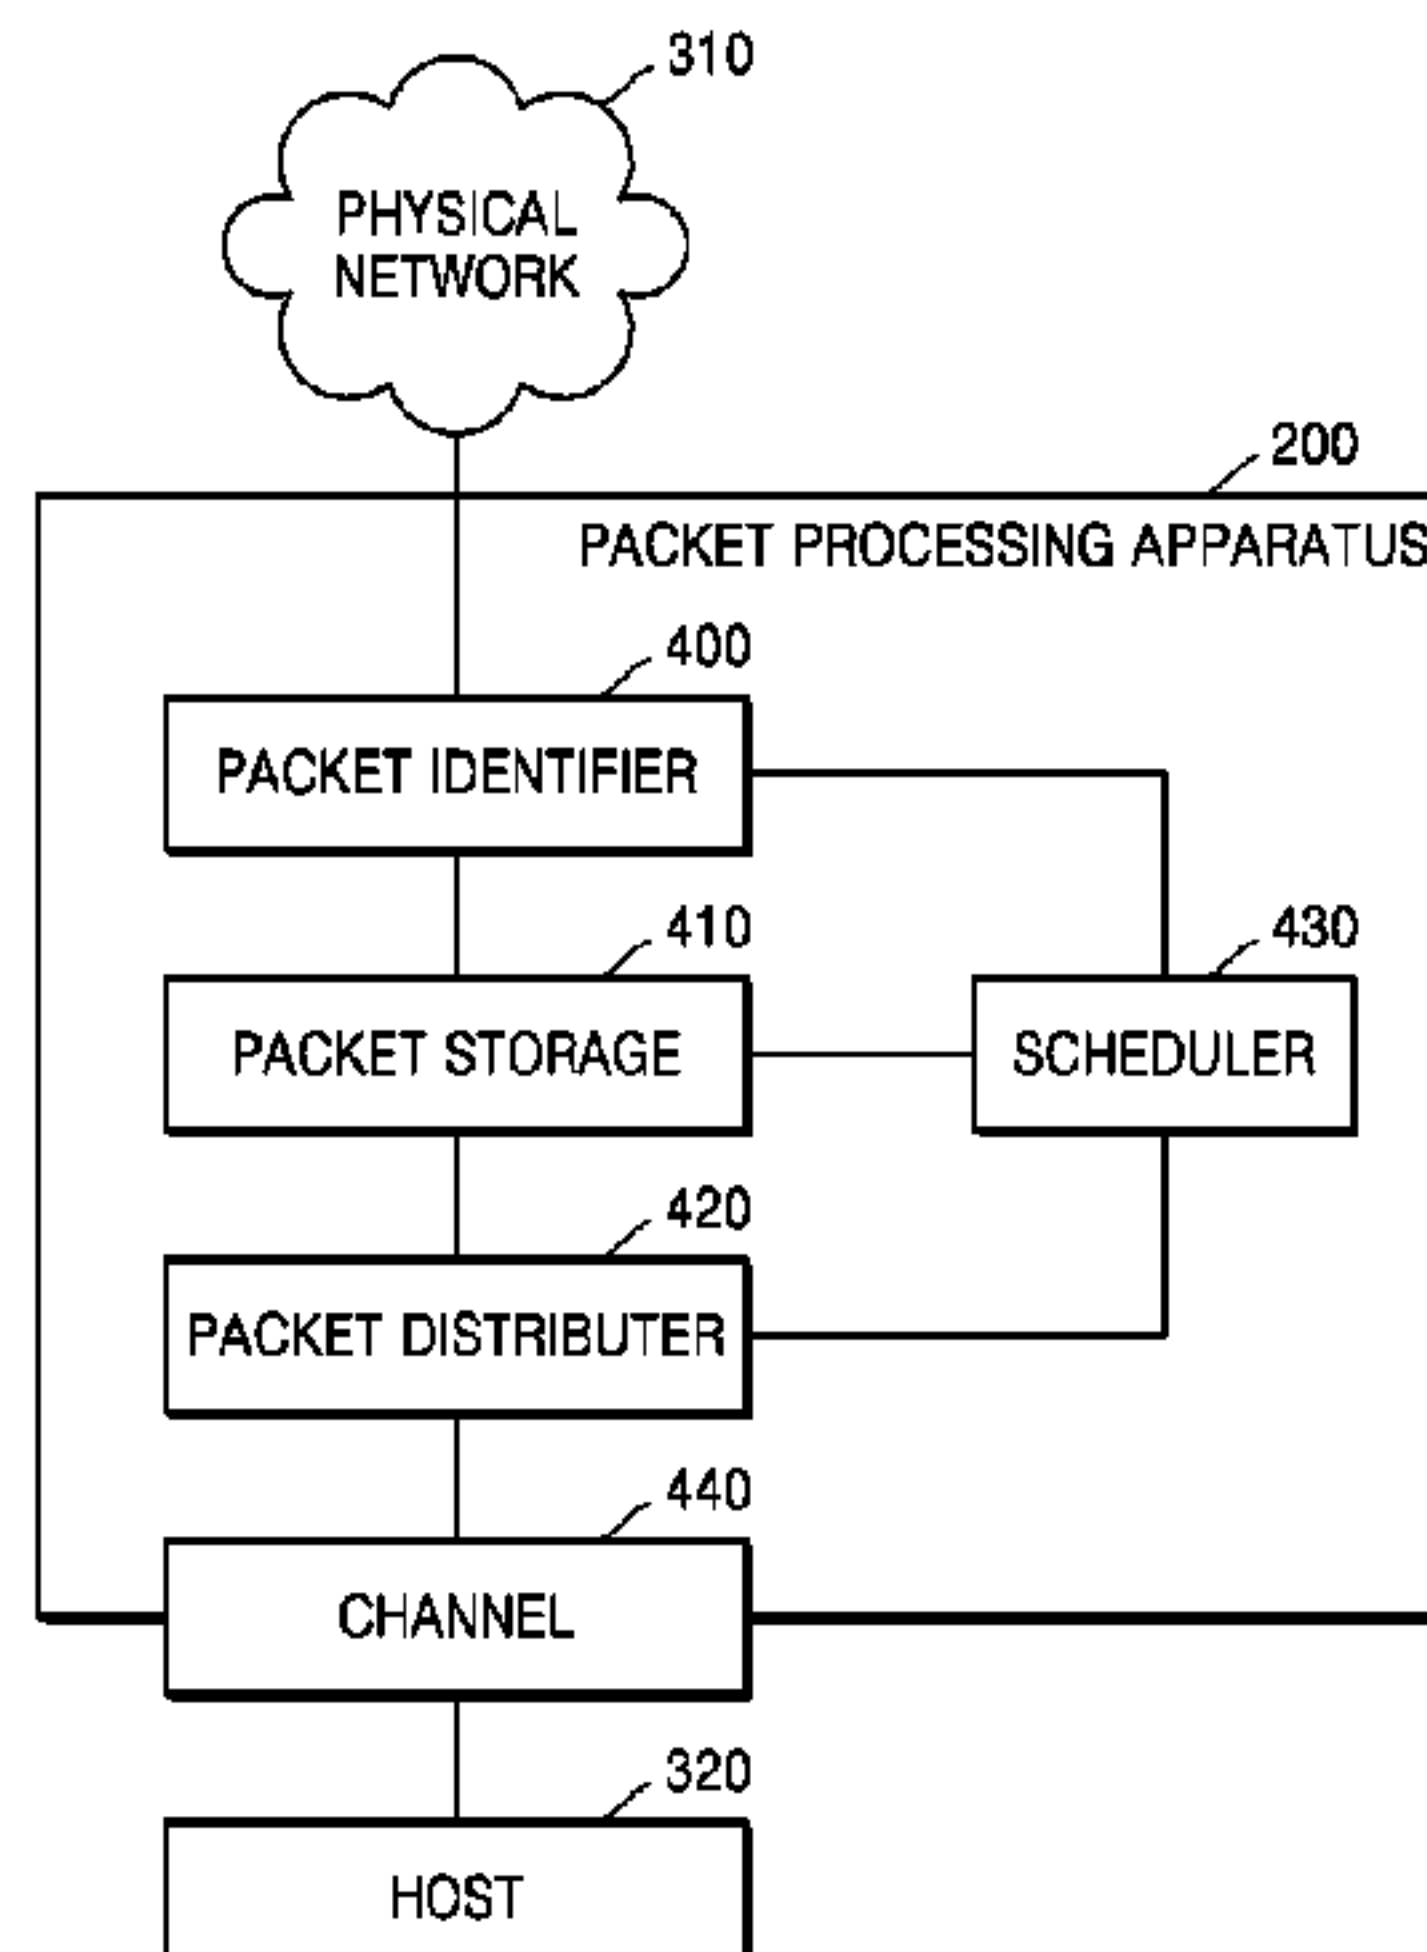 310
PHYSICAL
NETWORK
200
PACKET PROCESSING APPARATUS
400
PACKET IDENTIFIER
410
430
PACKET STORAGE
SCHEDULER
420
PACKET DISTRIBUTER
440
CHANNEL
320
HOST